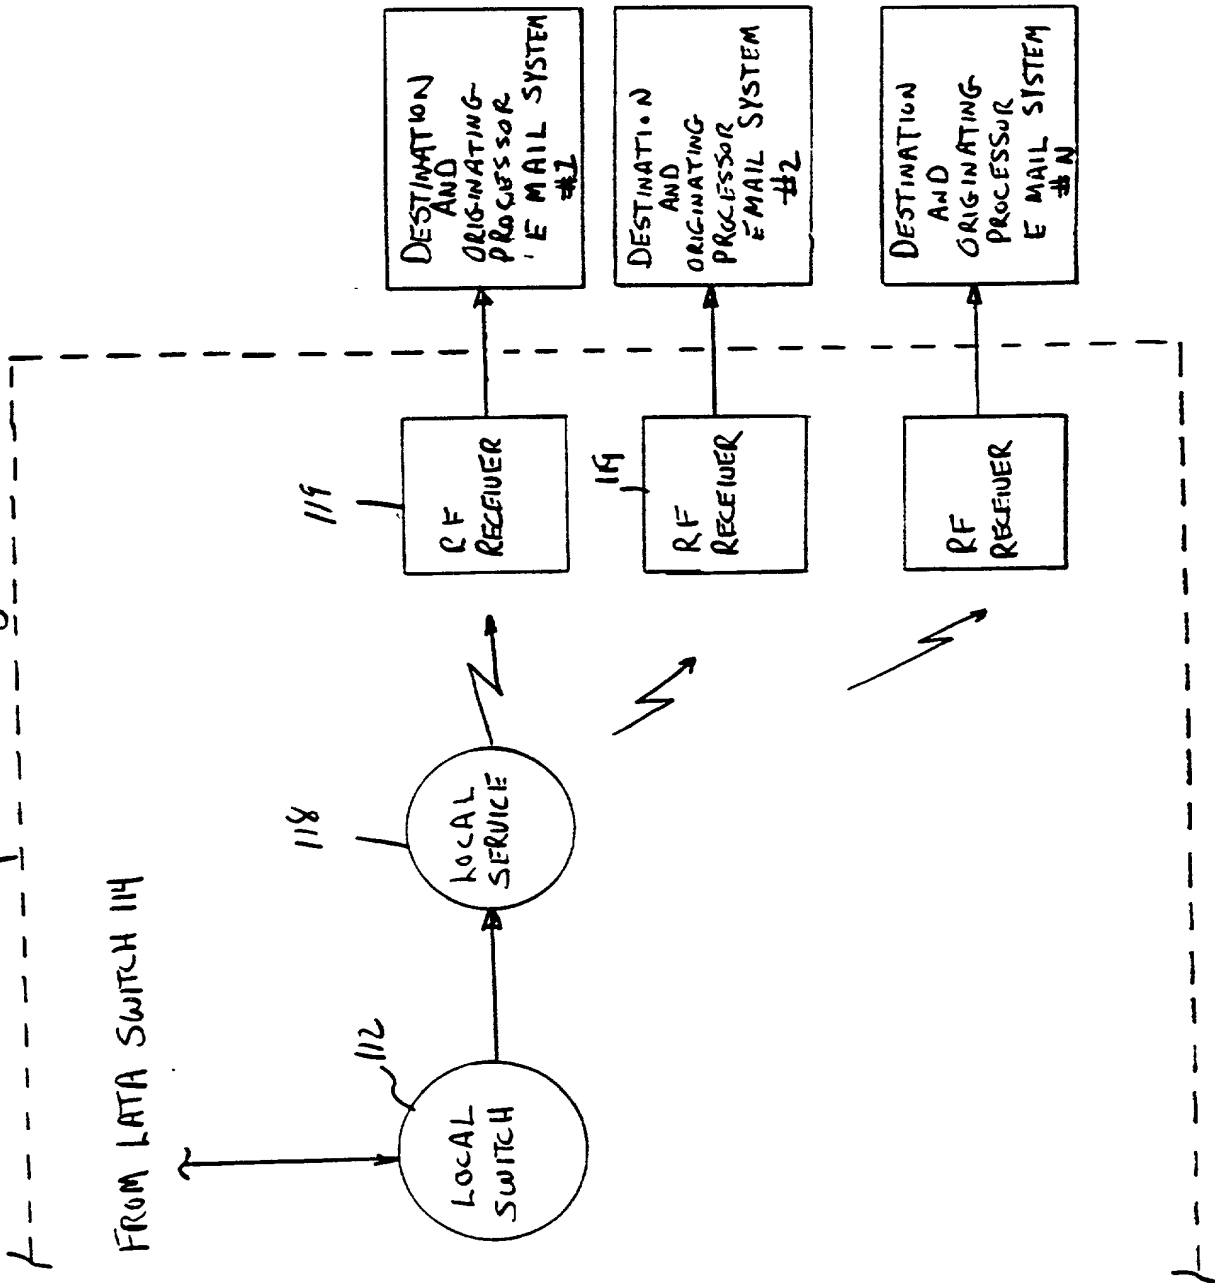 FROM LATA SWITCH 114
112
LOCAL
SWITCH
118
LOCAL
SERVICE
119
RF
RECEIVER
119
RF
RECEIVER
RF
RECEIVER
DESTINATION
AND
ORIGINATING
PROCESSOR
E MAIL SYSTEM
#1
DESTINATION
AND
ORIGINATING
PROCESSOR
EMAIL SYSTEM
#2
DESTINATION
AND
ORIGINATING
PROCESSOR
E MAIL SYSTEM
#N